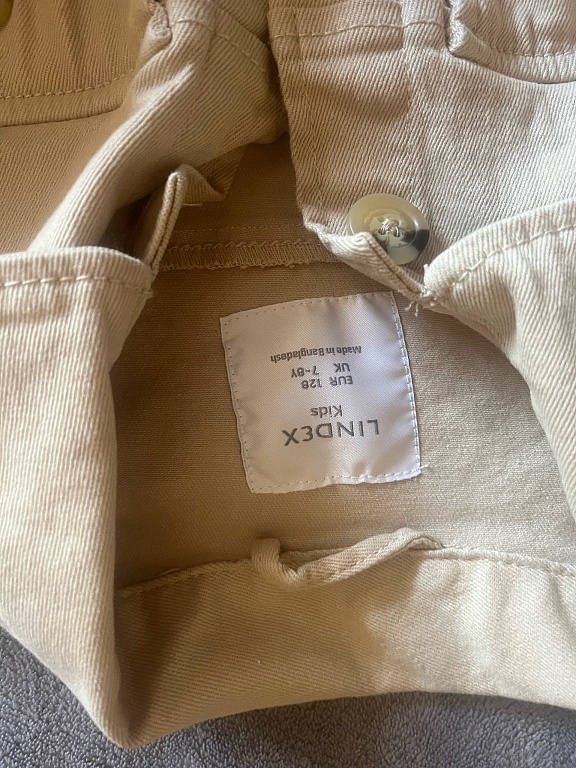 LINDEX
Kids
EUR 128
UK 7-8Y
Made in Bangladesh